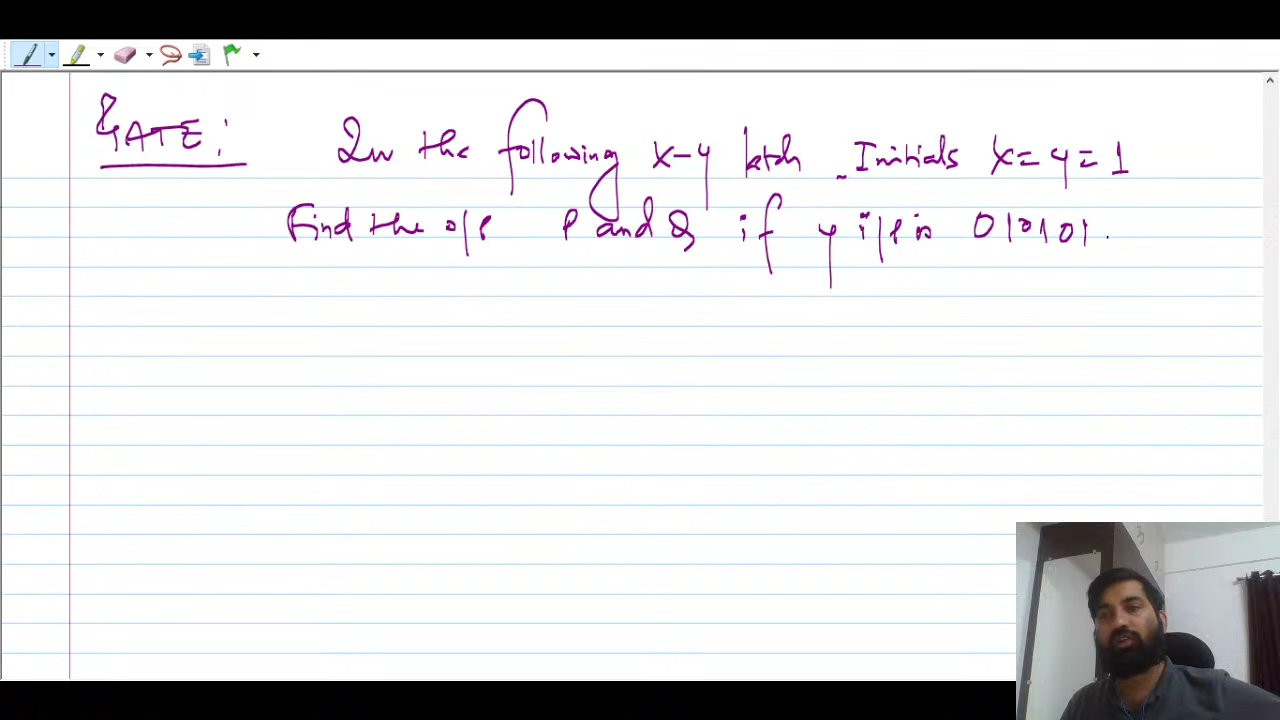 GATE: In the following X-Y latch Initials X=Y=1
Find the o/p P and Q if Y i/p is 010101.